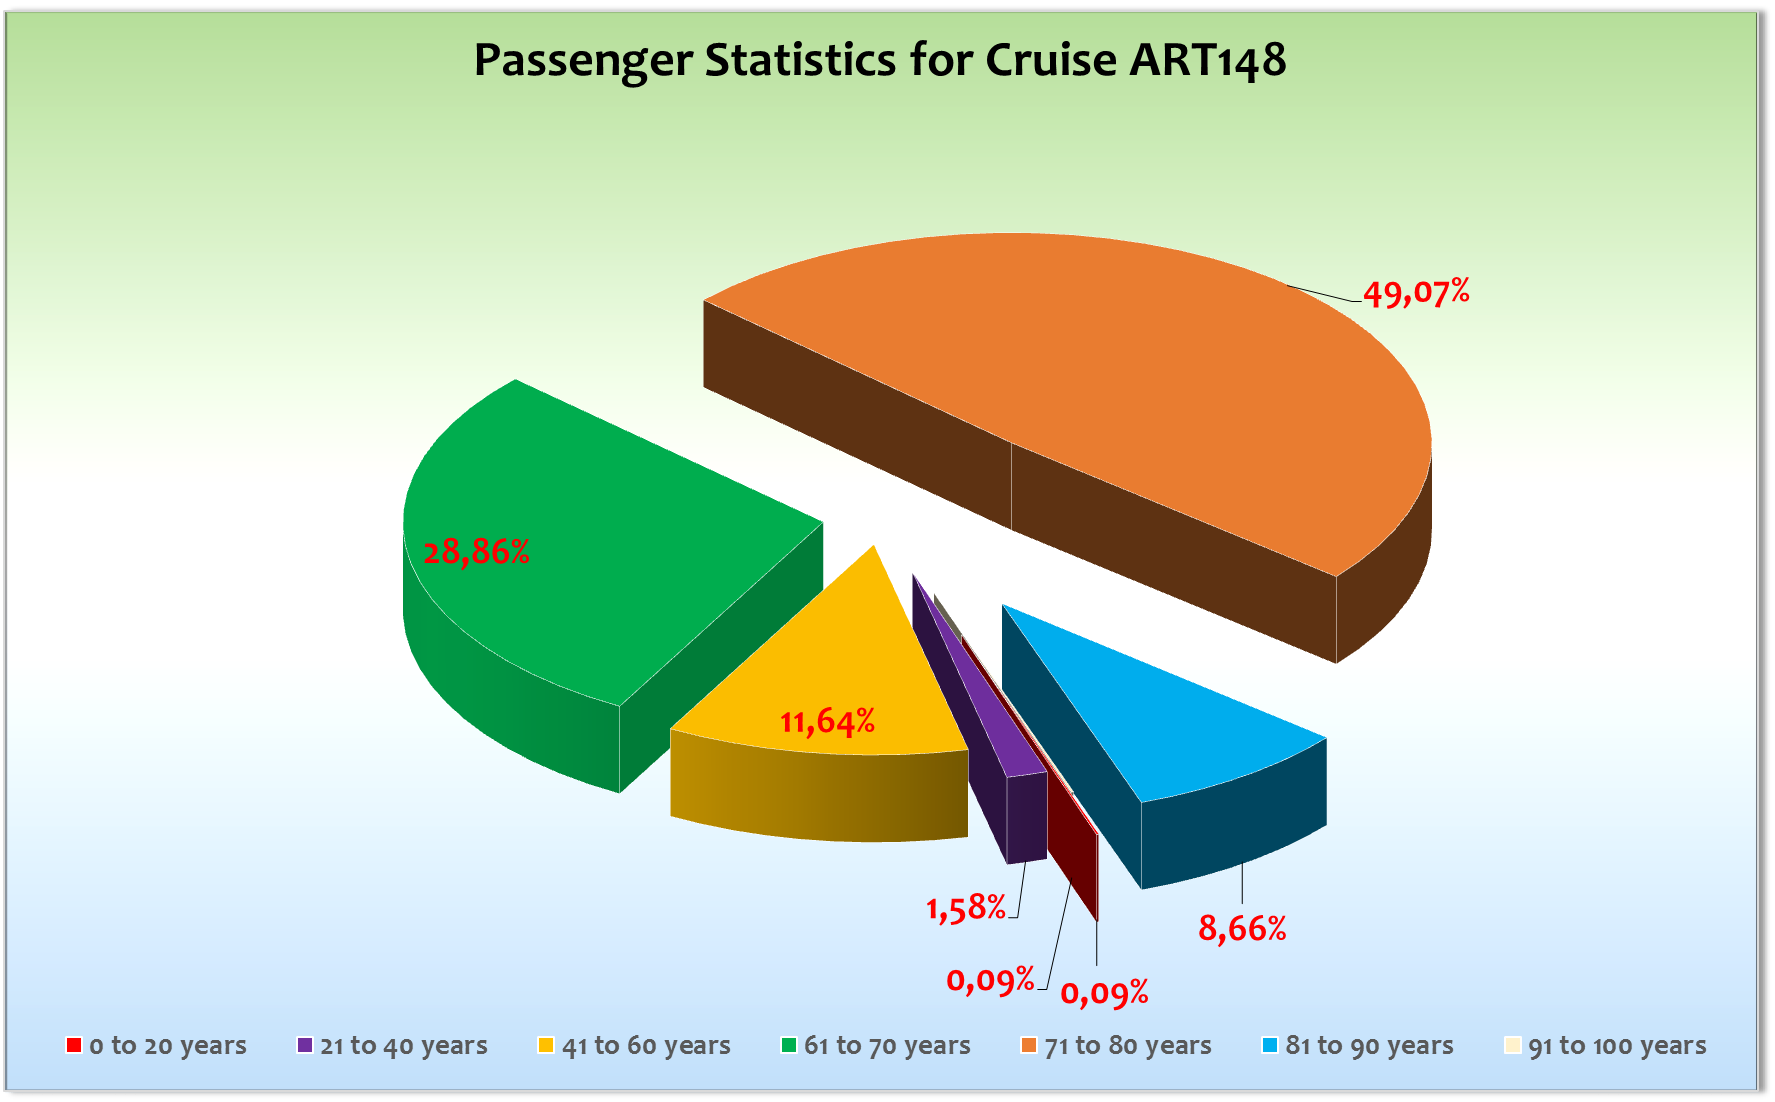 Passenger Statistics for Cruise ART148
49,07%
28,86%
11,64%
1,58%
8,66%
0,09%
0,09%
0 to 20 years
21 to 40 years
41 to 60 years
61 to 70 years
71 to 80 years
81 to 90 years
91 to 100 years